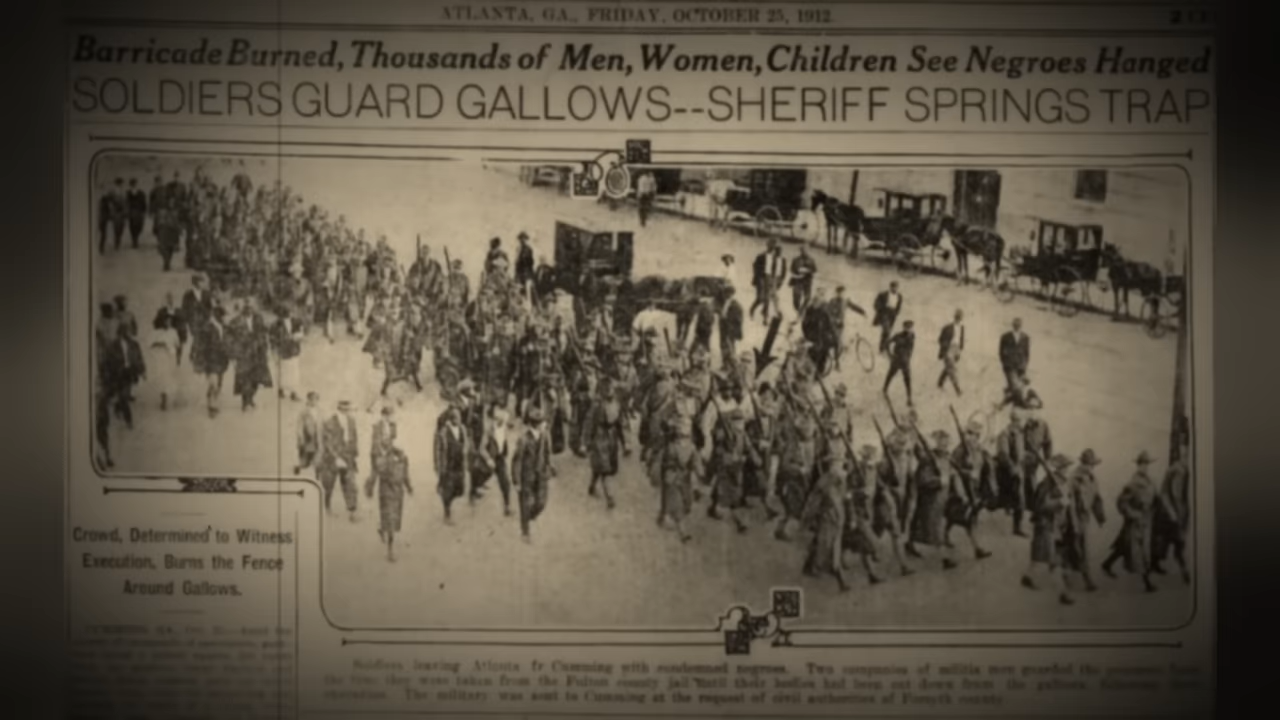 ATLANTA, GA., FRIDAY, OCTOBER 25, 1912.
Barricade Burned, Thousands of Men, Women, Children See Negroes Hanged
SOLDIERS GUARD GALLOWS--SHERIFF SPRINGS TRAP
Crowd, Determined to Witness
Execution, Burns the Fence
Around Gallows.
Soldiers leaving Atlanta fr Cumming with condemned negroes. Two companies of militia men guarded the
the time they were taken from the Fulton county jail until their bodies had been cut down from the gallows.
The military was sent to Cumming at the request of civil authorities of Forsyth county